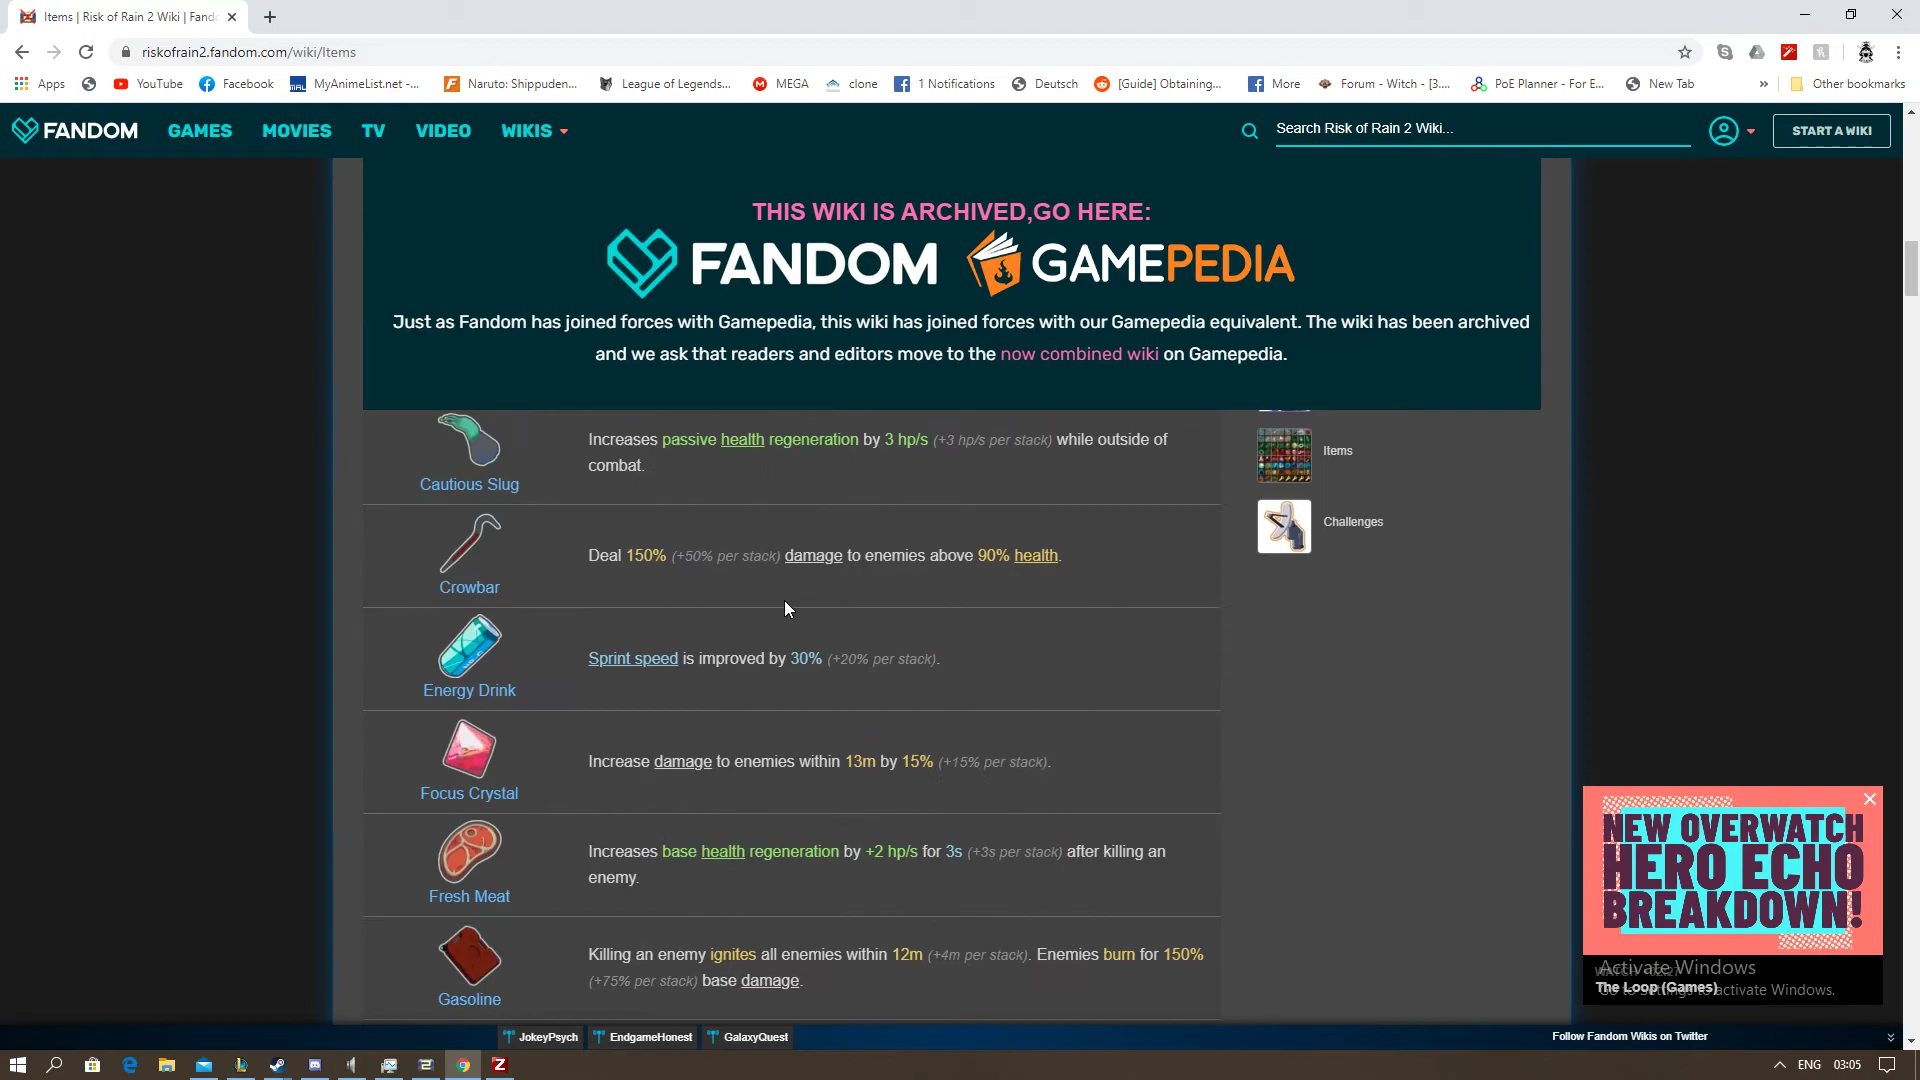 Items | Risk of Rain 2 Wiki | Fand
riskofrain2.fandom.com/wiki/Items
Apps
YouTube
Facebook
MyAnimeList.net -...
Naruto: Shippuden...
League of Legends...
MEGA
clone
1 Notifications
Deutsch
[Guide] Obtaining...
More
Forum - Witch - [3....
PoE Planner - For E...
New Tab
»
Other bookmarks
FANDOM
GAMES
MOVIES
TV
VIDEO
WIKIS
Search Risk of Rain 2 Wiki...
START A WIKI
THIS WIKI IS ARCHIVED,GO HERE:
FANDOM GAMEPEDIA
Just as Fandom has joined forces with Gamepedia, this wiki has joined forces with our Gamepedia equivalent. The wiki has been archived
and we ask that readers and editors move to the now combined wiki on Gamepedia.
Increases passive health regeneration by 3 hp/s (+3 hp/s per stack) while outside of
combat.
Cautious Slug
Items
Challenges
Deal 150% (+50% per stack) damage to enemies above 90% health.
Crowbar
Sprint speed is improved by 30% (+20% per stack).
Energy Drink
Increase damage to enemies within 13m by 15% (+15% per stack).
Focus Crystal
Increases base health regeneration by +2 hp/s for 3s (+3s per stack) after killing an
enemy.
Fresh Meat
Killing an enemy ignites all enemies within 12m (+4m per stack). Enemies burn for 150%
(+75% per stack) base damage.
Gasoline
NEW OVERWATCH
HERO ECHO
BREAKDOWN!
WATCH • 02:27
The Loop (Games)
Activate Windows
Go to Settings to activate Windows.
JokeyPsych
EndgameHonest
GalaxyQuest
Follow Fandom Wikis on Twitter
ENG
03:05